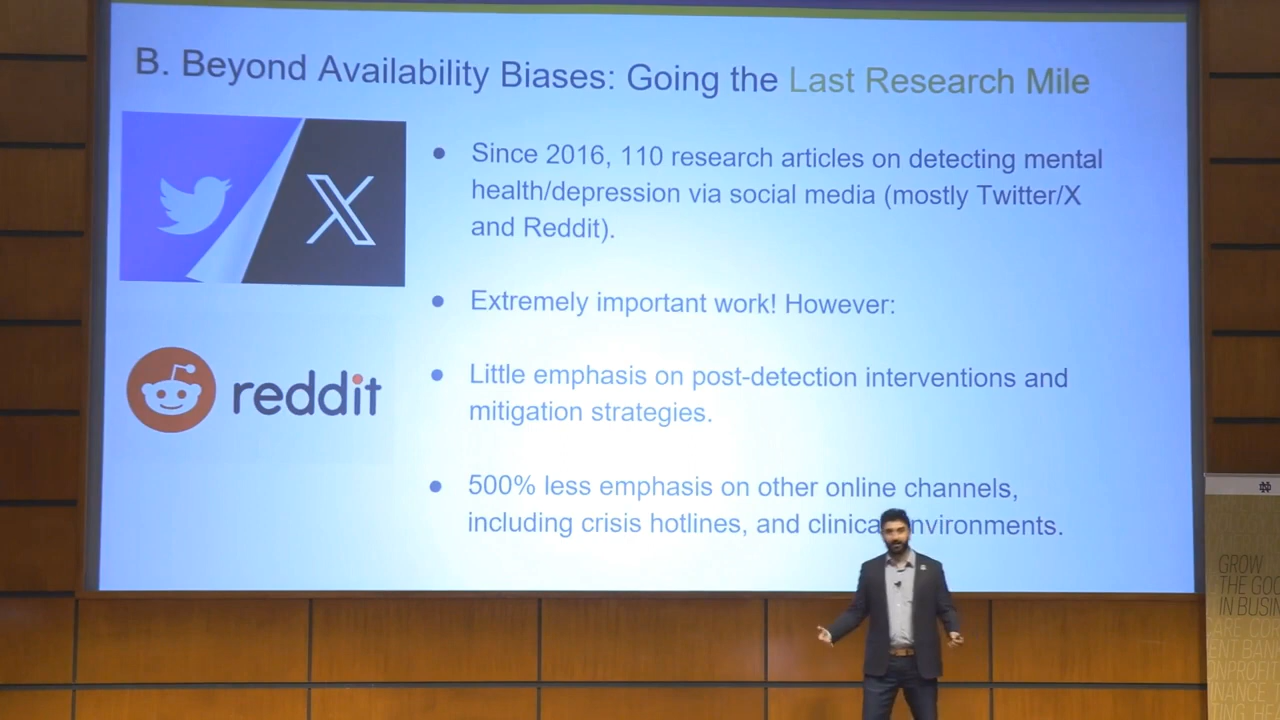 B. Beyond Availability Biases: Going the Last Research Mile
Since 2016, 110 research articles on detecting mental
health/depression via social media (mostly Twitter/X
and Reddit).
Extremely important work! However:
reddit
Little emphasis on post-detection interventions and
mitigation strategies.
500% less emphasis on other online channels,
including crisis hotlines, and clinical environments.
GROW
THE GOO
IN BUSIN